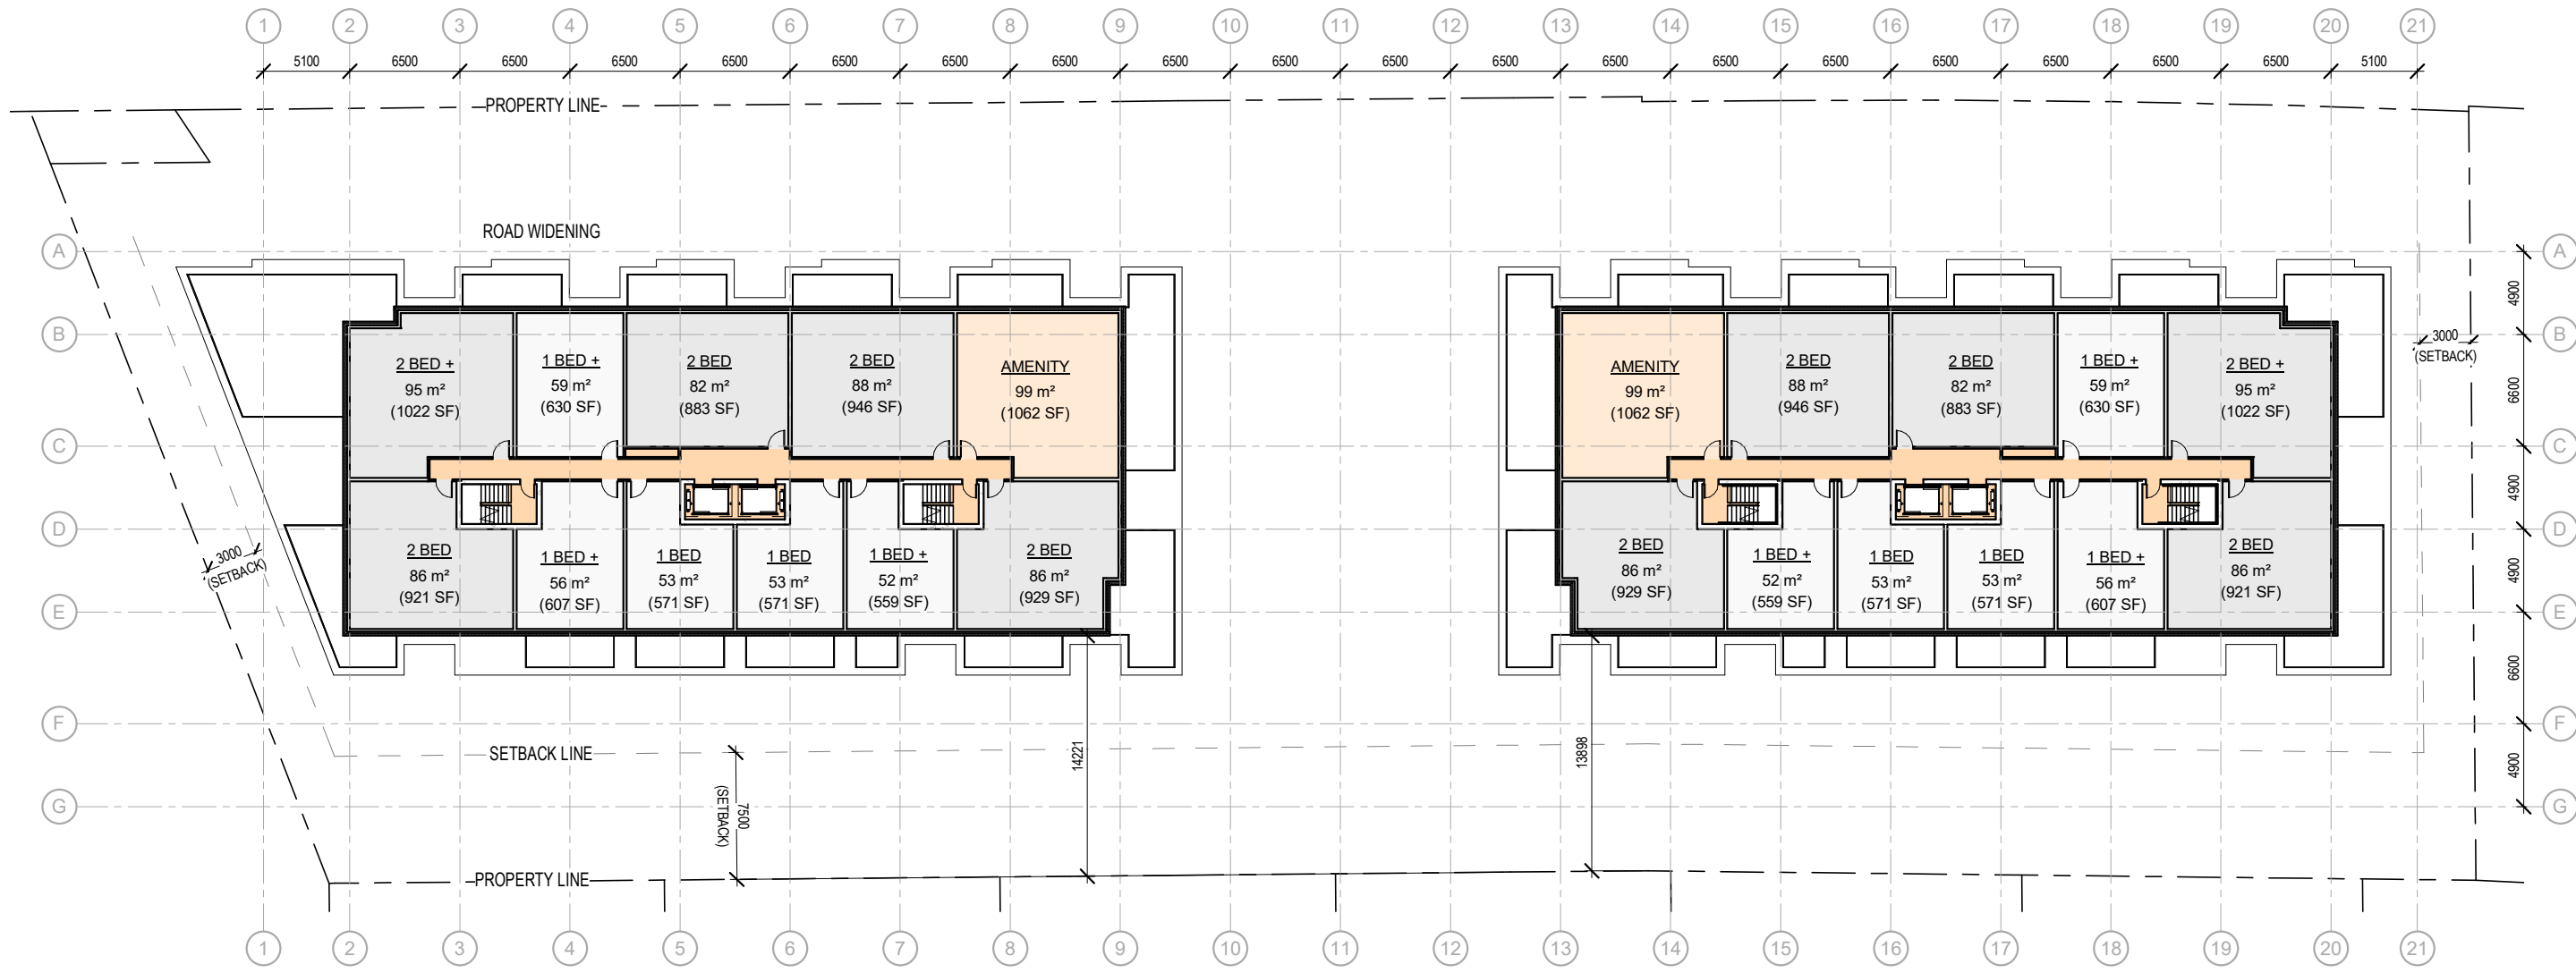 1 2 3 4 5 6 7 8 9 10 11 12 13 14 15 16 17 18 19 20 21
5100 6500 6500 6500 6500 6500 6500 6500 6500 6500 6500 6500 6500 6500 6500 6500 6500 6500 6500 5100
PROPERTY LINE
ROAD WIDENING
A A
4900
B B
3000
(SETBACK)
6600
2 BED +
95 m²
(1022 SF)
1 BED +
59 m²
(630 SF)
2 BED
82 m²
(883 SF)
2 BED
88 m²
(946 SF)
AMENITY
99 m²
(1062 SF)
AMENITY
99 m²
(1062 SF)
2 BED
88 m²
(946 SF)
2 BED
82 m²
(883 SF)
1 BED +
59 m²
(630 SF)
2 BED +
95 m²
(1022 SF)
C C
4900
D D
3000
(SETBACK)
2 BED
86 m²
(921 SF)
1 BED +
56 m²
(607 SF)
1 BED
53 m²
(571 SF)
1 BED
53 m²
(571 SF)
1 BED +
52 m²
(559 SF)
2 BED
86 m²
(929 SF)
2 BED
86 m²
(929 SF)
1 BED +
52 m²
(559 SF)
1 BED
53 m²
(571 SF)
1 BED
53 m²
(571 SF)
1 BED +
56 m²
(607 SF)
2 BED
86 m²
(921 SF)
4900
E E
6600
F F
SETBACK LINE
14221
13898
4900
G G
7500
(SETBACK)
PROPERTY LINE
1 2 3 4 5 6 7 8 9 10 11 12 13 14 15 16 17 18 19 20 21